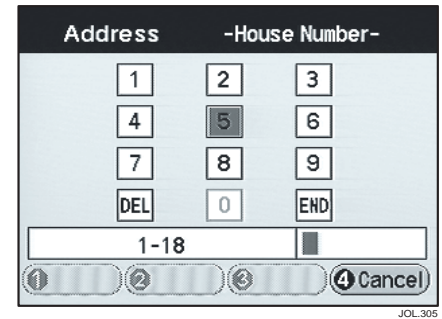 Address -House Number-
1 2 3
4 5 6
7 8 9
DEL 0 END
1-18
1 2 3 4 Cancel
JOL.305